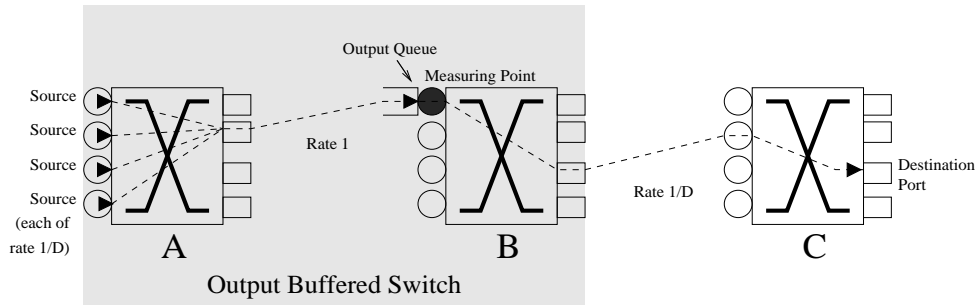 Output Queue
Measuring Point
Source
Source
Source
Source
(each of
rate 1/D)
Rate 1
Rate 1/D
Destination
Port
A
B
C
Output Buffered Switch